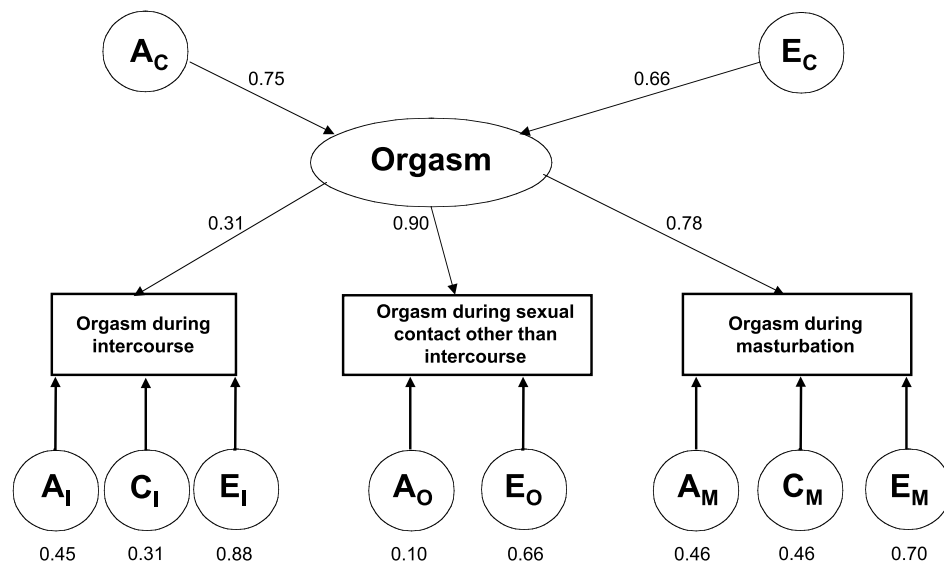 A_C
E_C
0.75
0.66
Orgasm
0.31
0.90
0.78
Orgasm during
intercourse
Orgasm during sexual
contact other than
intercourse
Orgasm during
masturbation
A_I
C_I
E_I
A_O
E_O
A_M
C_M
E_M
0.45
0.31
0.88
0.10
0.66
0.46
0.46
0.70